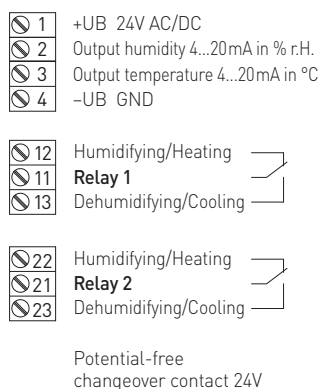 1 +UB 24V AC/DC
2 Output humidity 4...20mA in % r.H.
3 Output temperature 4...20mA in °C
4 –UB GND
12 Humidifying/Heating
11 Relay 1
13 Dehumidifying/Cooling
22 Humidifying/Heating
21 Relay 2
23 Dehumidifying/Cooling
Potential-free
changeover contact 24V